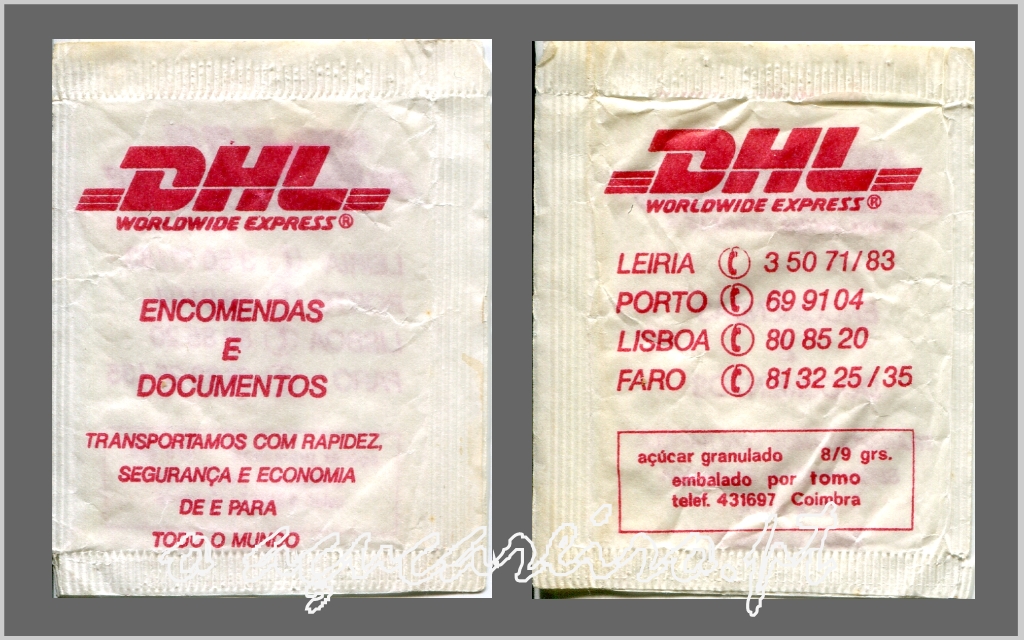 DHL
WORLDWIDE EXPRESS®
ENCOMENDAS
E
DOCUMENTOS
TRANSPORTAMOS COM RAPIDEZ,
SEGURANÇA E ECONOMIA
DE E PARA
TODO O MUNDO
DHL
WORLDWIDE EXPRESS®
LEIRIA 3 50 71/83
PORTO 69 91 04
LISBOA 80 85 20
FARO 81 32 25 / 35
açúcar granulado 8/9 grs.
embalado por tomo
telef. 431697 Coimbra